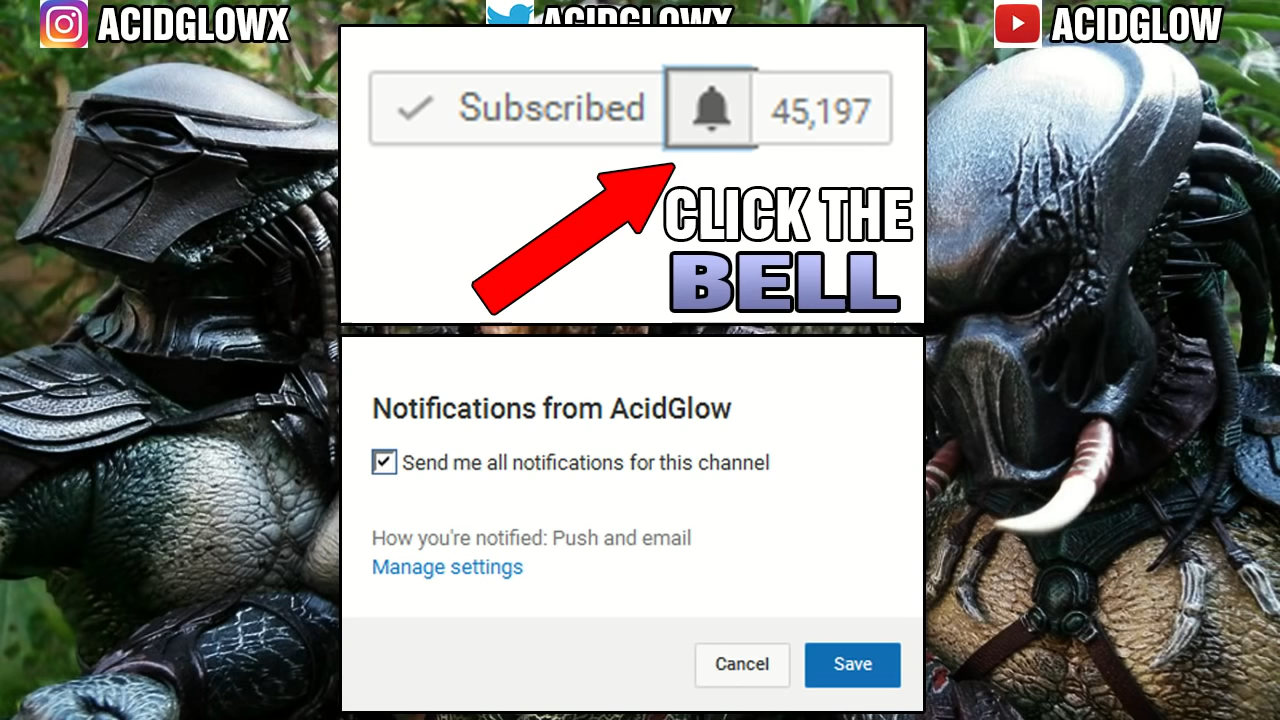 ACIDGLOWX
ACIDGLOWX
ACIDGLOW
Subscribed
45,197
CLICK THE
BELL
Notifications from AcidGlow
Send me all notifications for this channel
How you're notified: Push and email
Manage settings
Cancel
Save